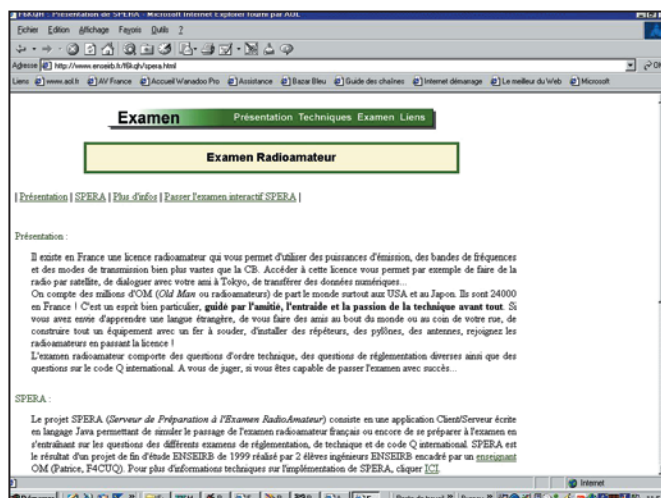 F6KQH : Présentation de SPERA - Microsoft Internet Explorer fourni par AOL
Fichier Edition Affichage Favoris Outils ?
Adresse http://www.enseirb.fr/f6kqh/spera.html OK
Liens www.aol.fr AV France Accueil Wanadoo Pro Assistance Bazar Bleu Guide des chaînes Internet démarrage Le meilleur du Web Microsoft
Examen Présentation Techniques Examen Liens
Examen Radioamateur
| Présentation | SPERA | Plus d'infos | Passer l'examen interactif SPERA |
Présentation :
Il existe en France une licence radioamateur qui vous permet d'utiliser des puissances d'émission, des bandes de fréquences
et des modes de transmission bien plus vastes que la CB. Accéder à cette licence vous permet par exemple de faire de la
radio par satellite, de dialoguer avec votre ami à Tokyo, de transférer des données numériques...
On compte des millions d'OM (Old Man ou radioamateurs) de part le monde surtout aux USA et au Japon. Ils sont 24000
en France ! C'est un esprit bien particulier, guidé par l'amitié, l'entraide et la passion de la technique avant tout. Si
vous avez envie d'apprendre une langue étrangère, de vous faire des amis au bout du monde ou au coin de votre rue, de
construire tout un équipement avec un fer à souder, d'installer des répéteurs, des pylônes, des antennes, rejoignez les
radioamateurs en passant la licence !
L'examen radioamateur comporte des questions d'ordre technique, des questions de réglementation diverses ainsi que des
questions sur le code Q international. A vous de juger, si vous êtes capable de passer l'examen avec succès...
SPERA :
Le projet SPERA (Serveur de Préparation à l'Examen RadioAmateur) consiste en une application Client/Serveur écrite
en langage Java permettant de simuler le passage de l'examen radioamateur français ou encore de se préparer à l'examen en
s'entraînant sur les questions des différents examens de réglementation, de technique et de code Q international. SPERA est
le résultat d'un projet de fin d'étude ENSEIRB de 1999 réalisé par 2 élèves ingénieurs ENSEIRB encadré par un enseignant
OM (Patrice, F4CUQ). Pour plus d'informations techniques sur l'implémentation de SPERA, cliquer ICI.
Internet